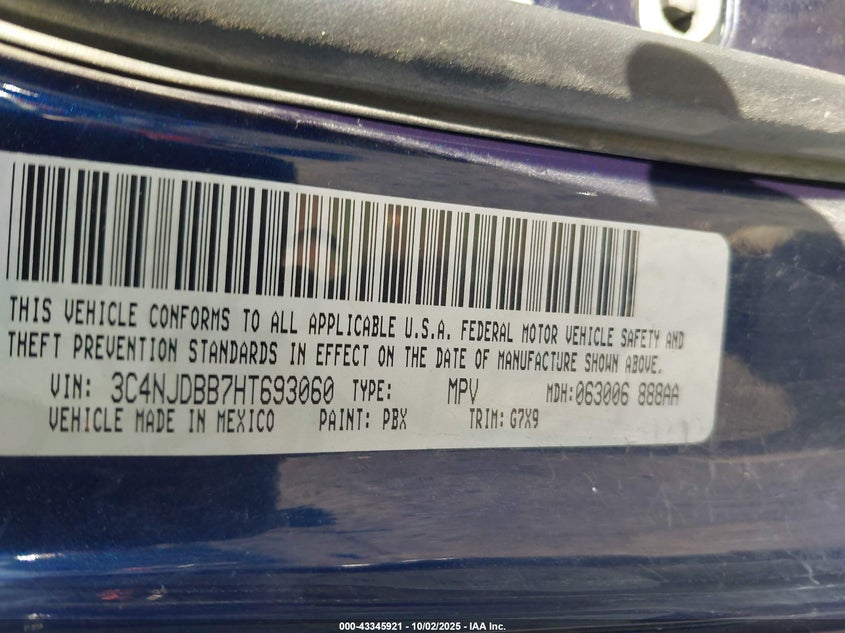 THIS VEHICLE CONFORMS TO ALL APPLICABLE U.S.A. FEDERAL MOTOR VEHICLE SAFETY AND
THEFT PREVENTION STANDARDS IN EFFECT ON THE DATE OF MANUFACTURE SHOWN ABOVE.
VIN: 3C4NJDBB7HT693060 TYPE: MPV MDH:063006 888AA
VEHICLE MADE IN MEXICO PAINT: PBX TRIM: G7X9
000-43345921 - 10/02/2025 - IAA Inc.